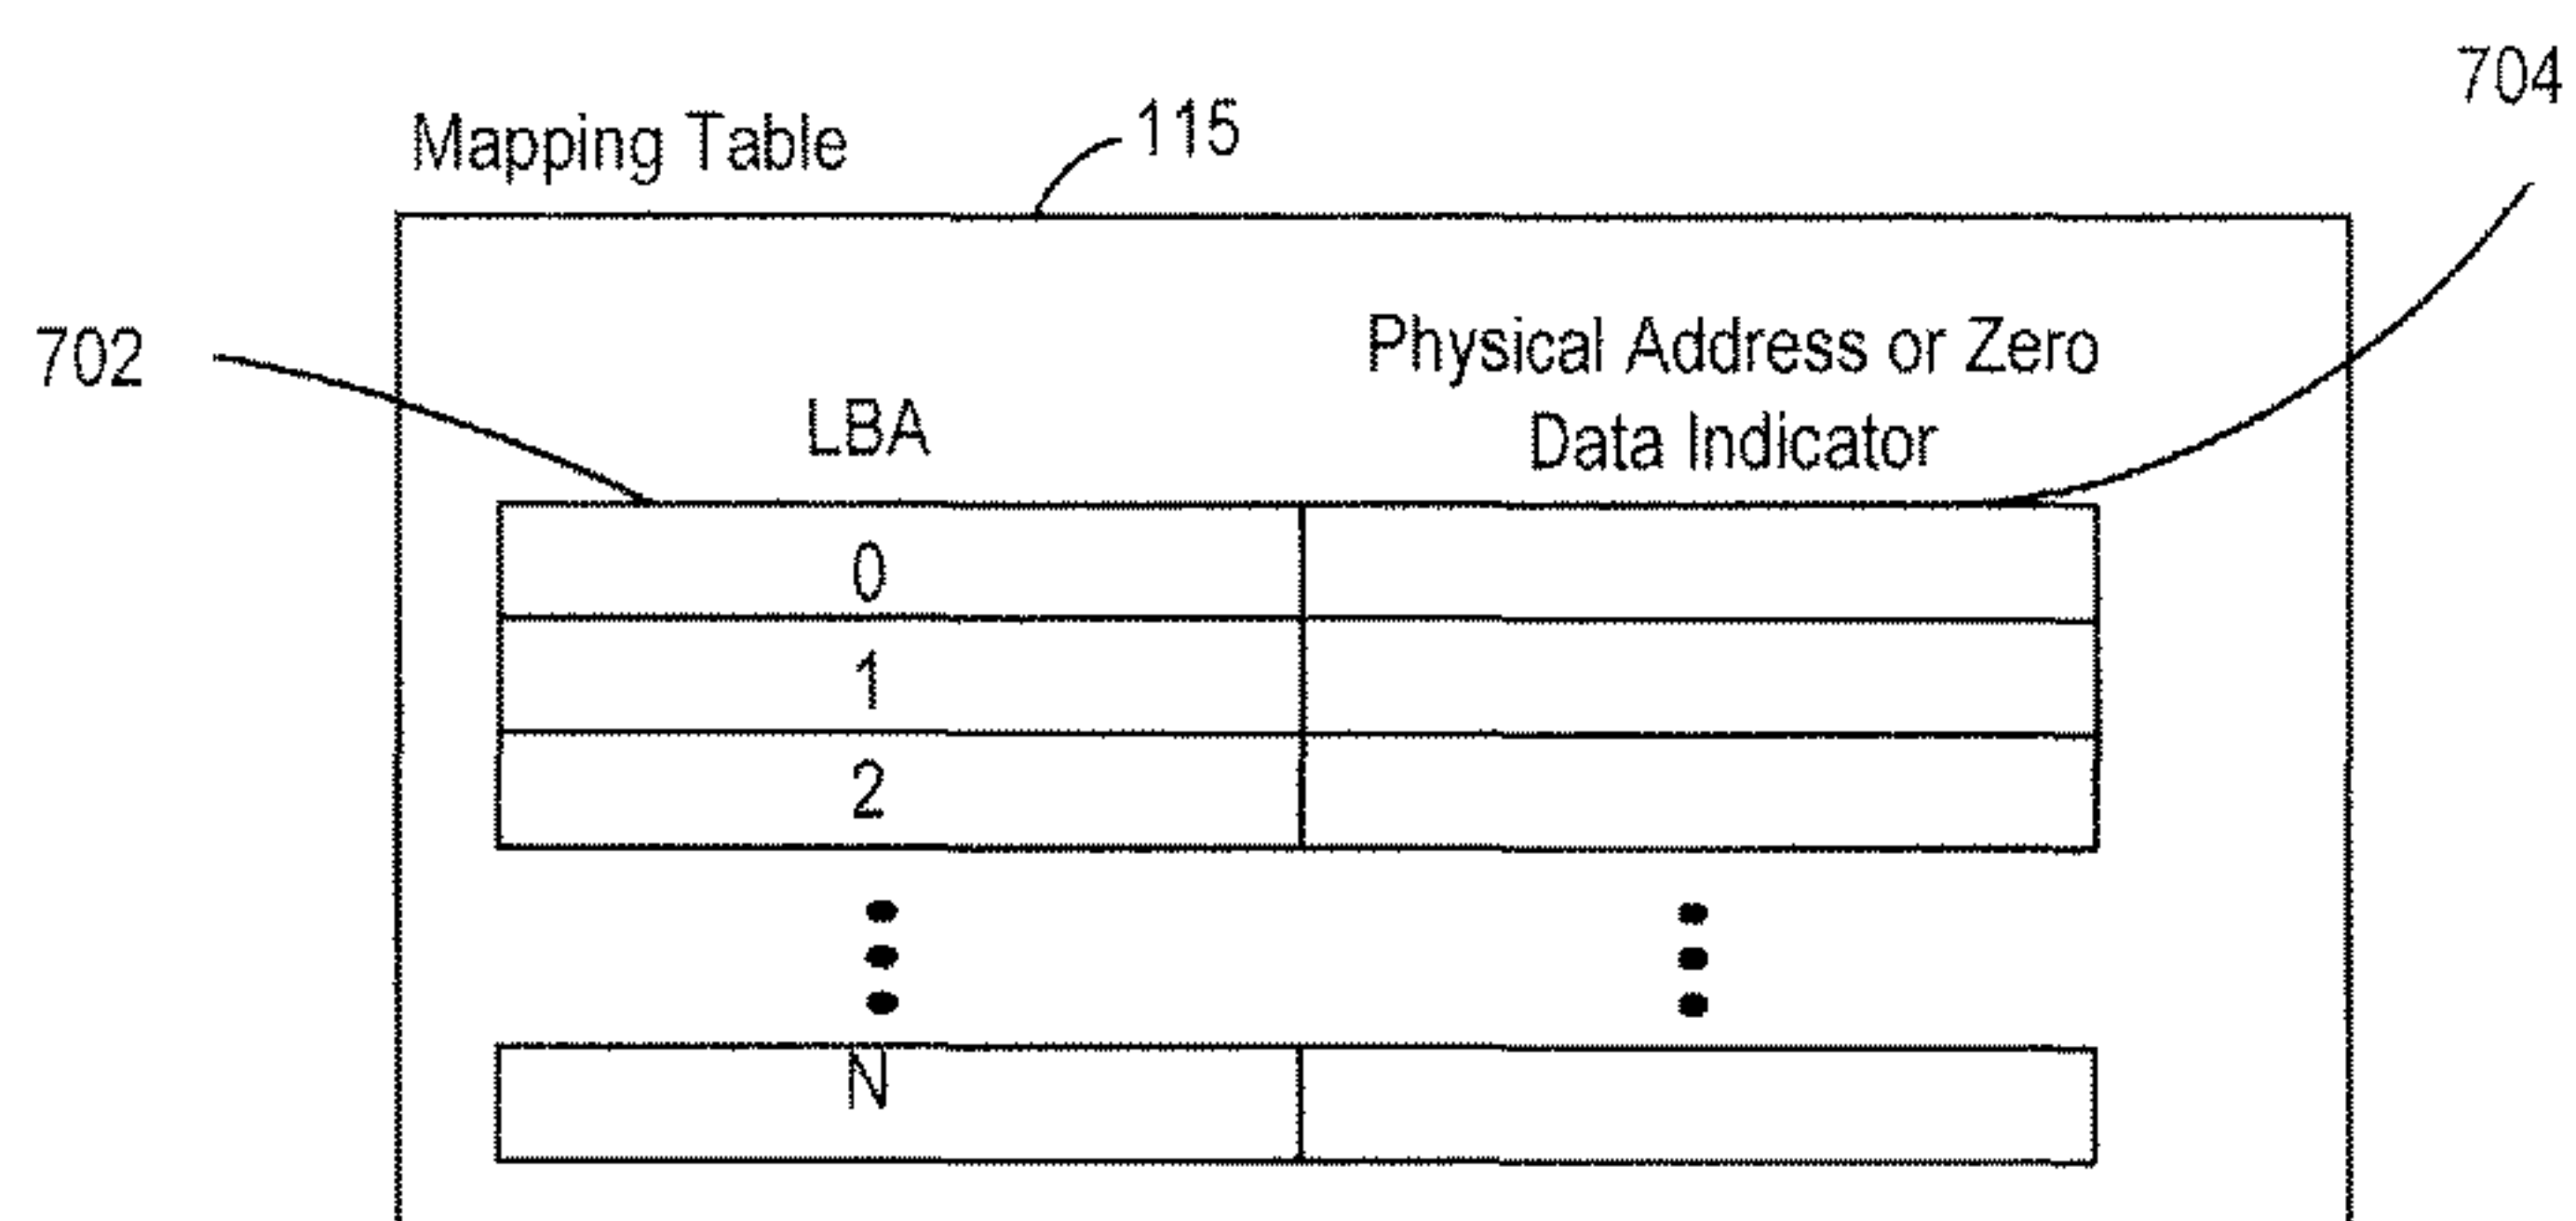 704
Mapping Table
115
702
LBA
Physical Address or Zero
Data Indicator
0
1
2
N